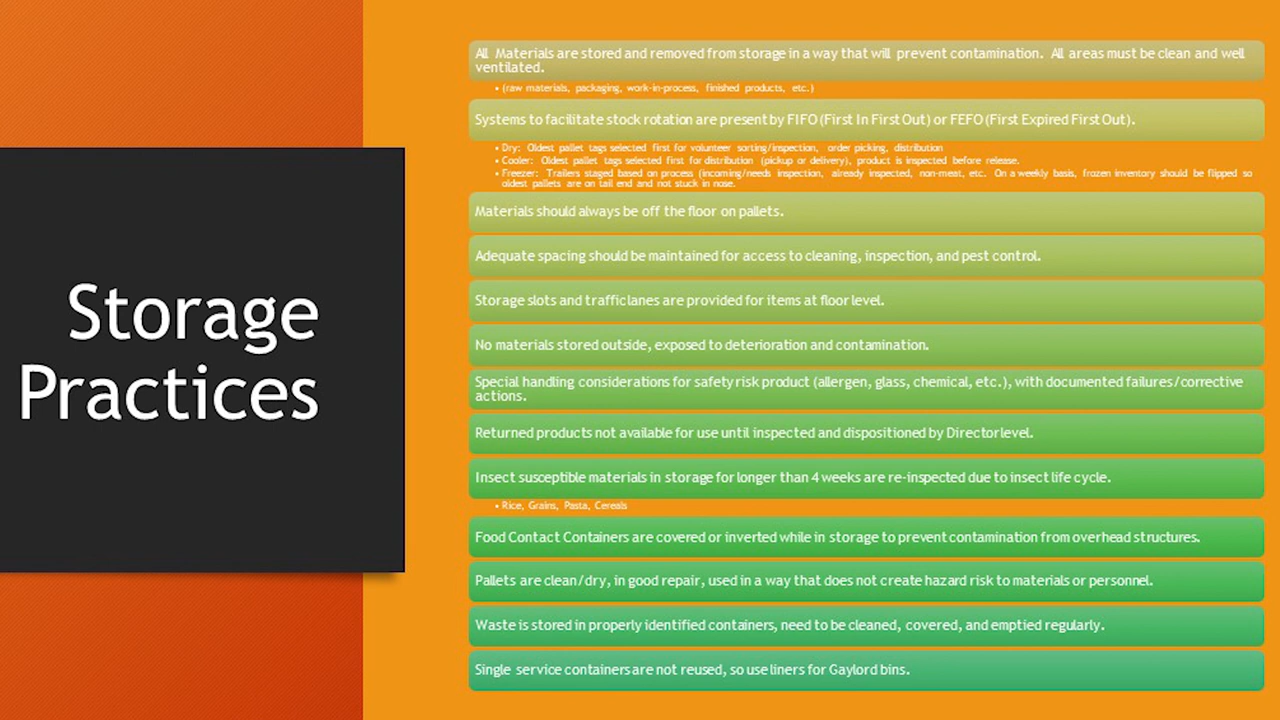 Storage
Practices
All Materials are stored and removed from storage in a way that will prevent contamination. All areas must be clean and well
ventilated.
• (raw materials, packaging, work-in-process, finished products, etc.)
Systems to facilitate stock rotation are present by FIFO (First In First Out) or FEFO (First Expired First Out).
• Dry: Oldest pallet tags selected first for volunteer sorting/inspection, order picking, distribution
• Cooler: Oldest pallet tags selected first for distribution (pickup or delivery), product is inspected before release.
• Freezer: Trailers staged based on process (incoming/needs inspection, already inspected, non-meat, etc. On a weekly basis, frozen inventory should be flipped so
oldest pallets are on tail end and not stuck in nose.
Materials should always be off the floor on pallets.
Adequate spacing should be maintained for access to cleaning, inspection, and pest control.
Storage slots and traffic lanes are provided for items at floor level.
No materials stored outside, exposed to deterioration and contamination.
Special handling considerations for safety risk product (allergen, glass, chemical, etc.), with documented failures/corrective
actions.
Returned products not available for use until inspected and dispositioned by Director level.
Insect susceptible materials in storage for longer than 4 weeks are re-inspected due to insect life cycle.
• Rice, Grains, Pasta, Cereals
Food Contact Containers are covered or inverted while in storage to prevent contamination from overhead structures.
Pallets are clean/dry, in good repair, used in a way that does not create hazard risk to materials or personnel.
Waste is stored in properly identified containers, need to be cleaned, covered, and emptied regularly.
Single service containers are not reused, so use liners for Gaylord bins.